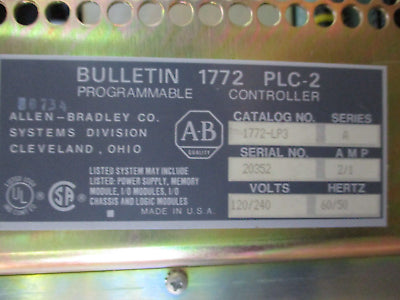 BULLETIN 1772 PLC-2
PROGRAMMABLE CONTROLLER
ALLEN-BRADLEY CO.
SYSTEMS DIVISION
CLEVELAND, OHIO
A-B
QUALITY
CATALOG NO. SERIES
1772-LP3 A
SERIAL NO. AMP
20352 2/1
VOLTS HERTZ
120/240 60/50
LISTED SYSTEM MAY INCLUDE
LISTED: POWER SUPPLY, MEMORY
MODULE, I/O MODULES, I/O
CHASSIS AND LOGIC MODULES
MADE IN U.S.A.
UL
SA